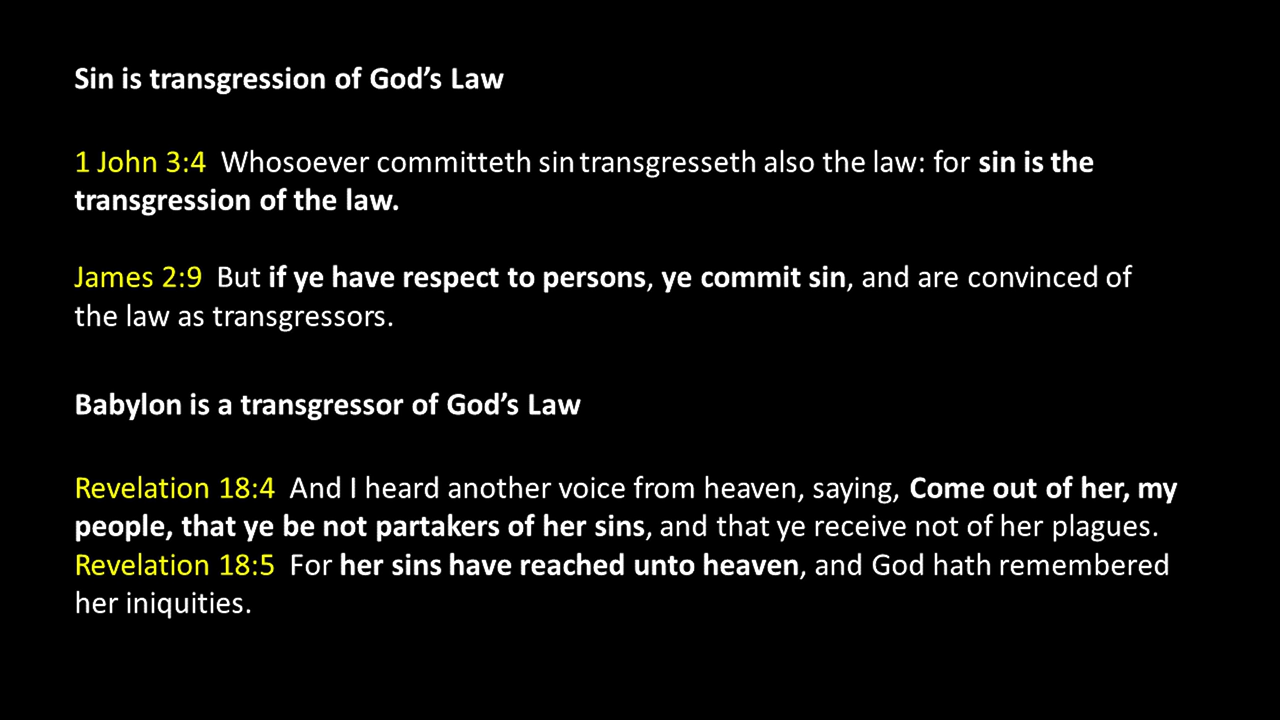 Sin is transgression of God’s Law
1 John 3:4 Whosoever committeth sin transgresseth also the law: for sin is the
transgression of the law.
James 2:9 But if ye have respect to persons, ye commit sin, and are convinced of
the law as transgressors.
Babylon is a transgressor of God’s Law
Revelation 18:4 And I heard another voice from heaven, saying, Come out of her, my
people, that ye be not partakers of her sins, and that ye receive not of her plagues.
Revelation 18:5 For her sins have reached unto heaven, and God hath remembered
her iniquities.